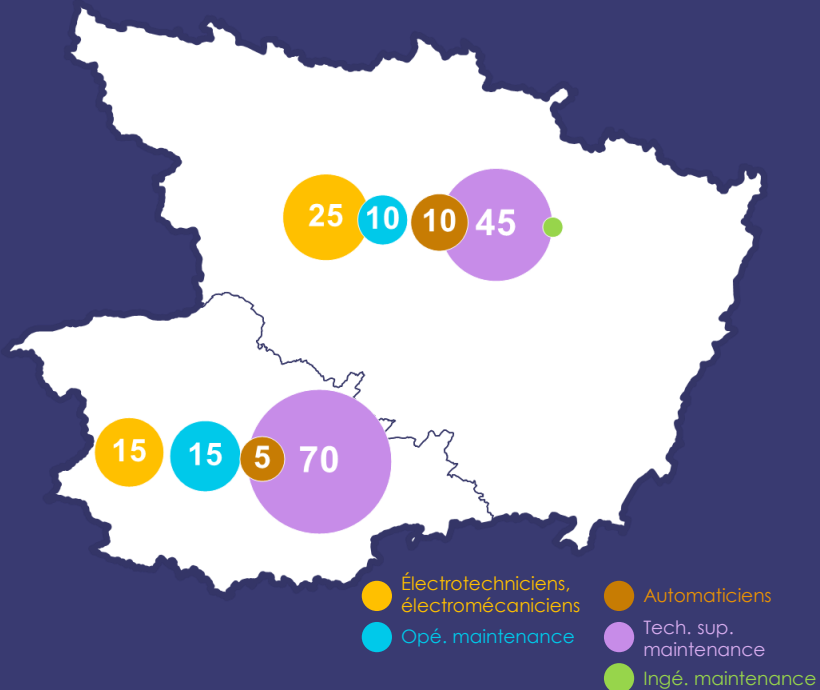 25 10 10 45
15 15 5 70
Électrotechniciens,
électromécaniciens
Opé. maintenance
Automaticiens
Tech. sup.
maintenance
Ingé. maintenance